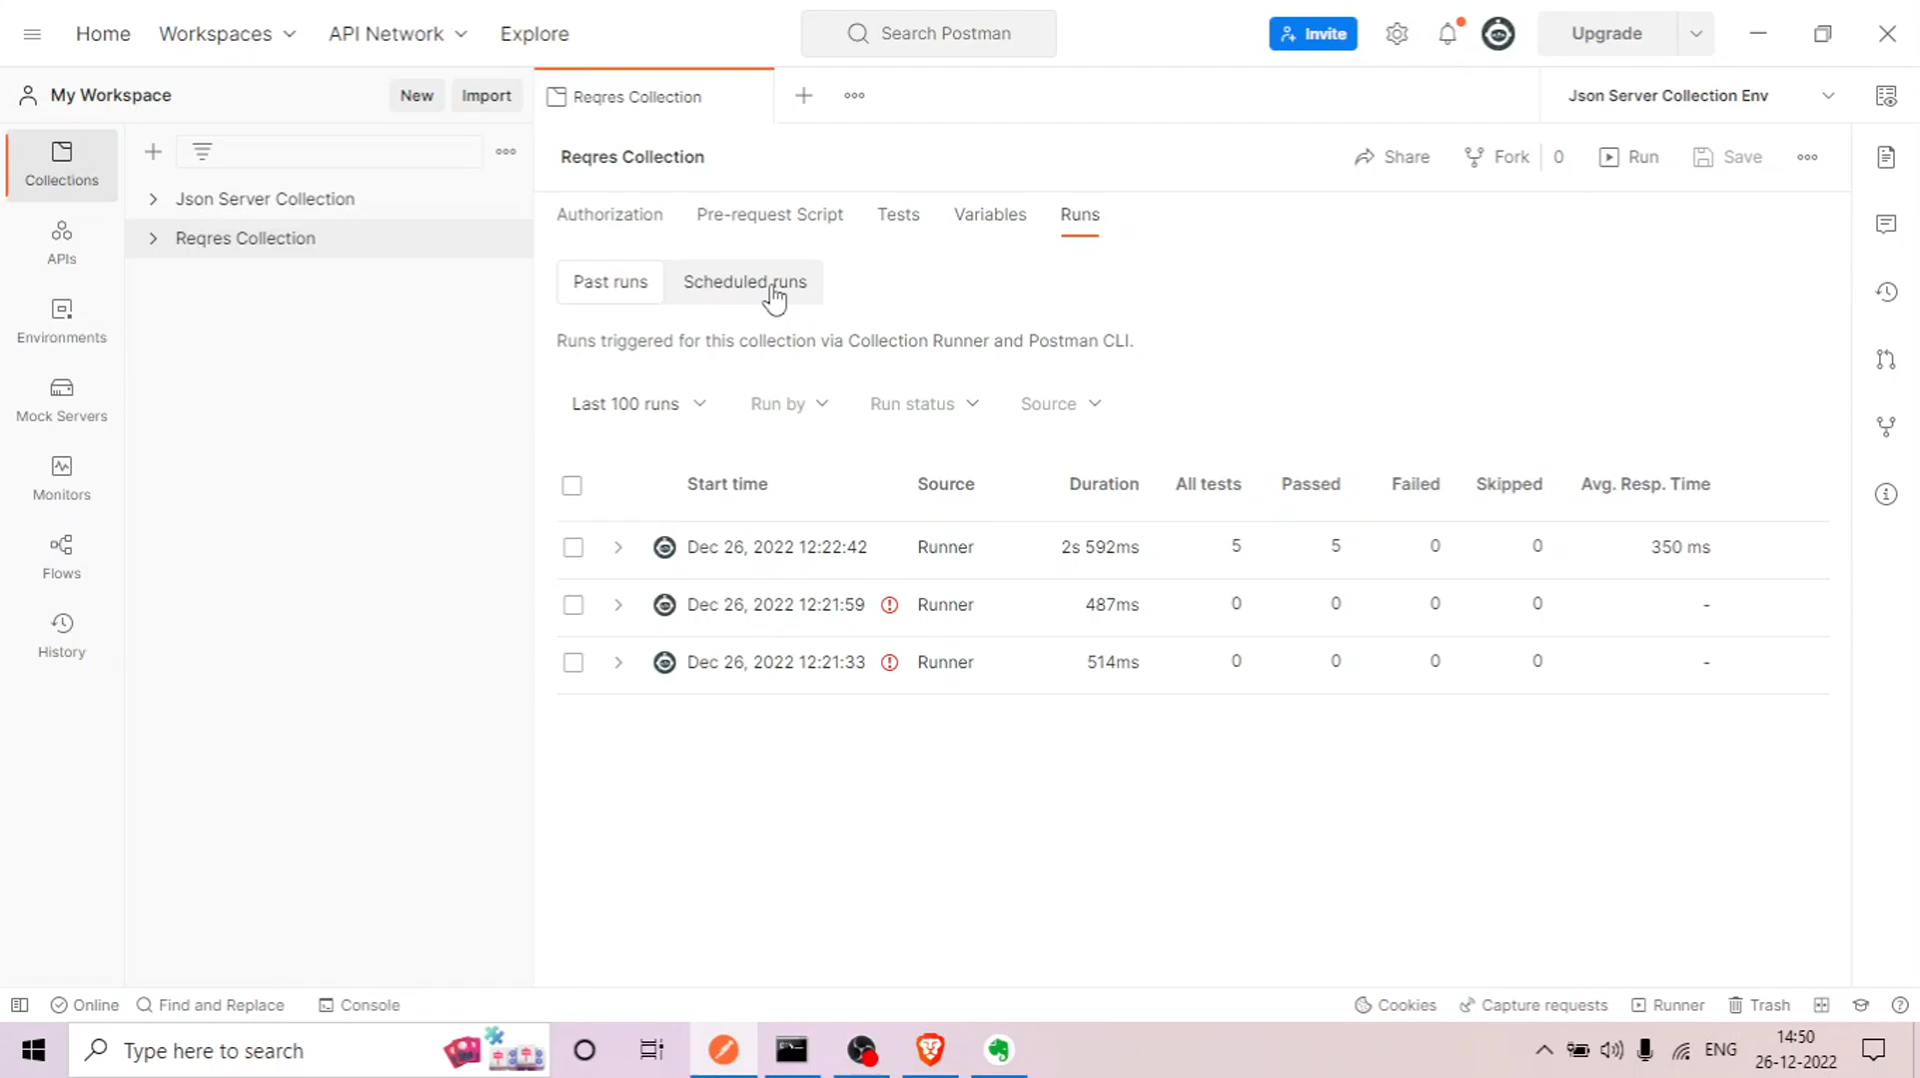 Home Workspaces API Network Explore Search Postman Invite Upgrade
My Workspace New Import Reqres Collection Json Server Collection Env
Collections
APIs
Environments
Mock Servers
Monitors
Flows
History
Json Server Collection
Reqres Collection
Reqres Collection Share Fork 0 Run Save
Authorization Pre-request Script Tests Variables Runs
Past runs Scheduled runs
Runs triggered for this collection via Collection Runner and Postman CLI.
Last 100 runs Run by Run status Source
Start time Source Duration All tests Passed Failed Skipped Avg. Resp. Time
Dec 26, 2022 12:22:42 Runner 2s 592ms 5 5 0 0 350 ms
Dec 26, 2022 12:21:59 Runner 487ms 0 0 0 0 -
Dec 26, 2022 12:21:33 Runner 514ms 0 0 0 0 -
Online Find and Replace Console Cookies Capture requests Runner Trash
Type here to search ENG 14:50
26-12-2022